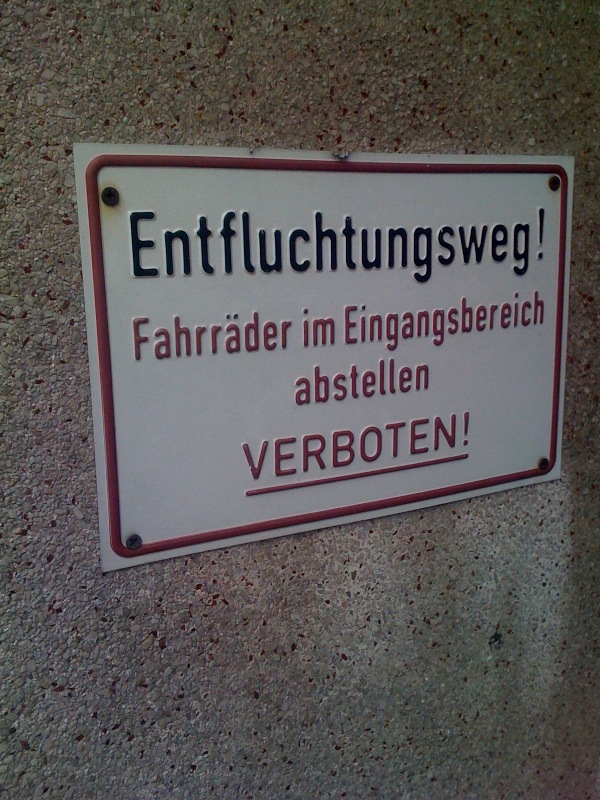 Entfluchtungsweg!
Fahrräder im Eingangsbereich
abstellen
VERBOTEN!